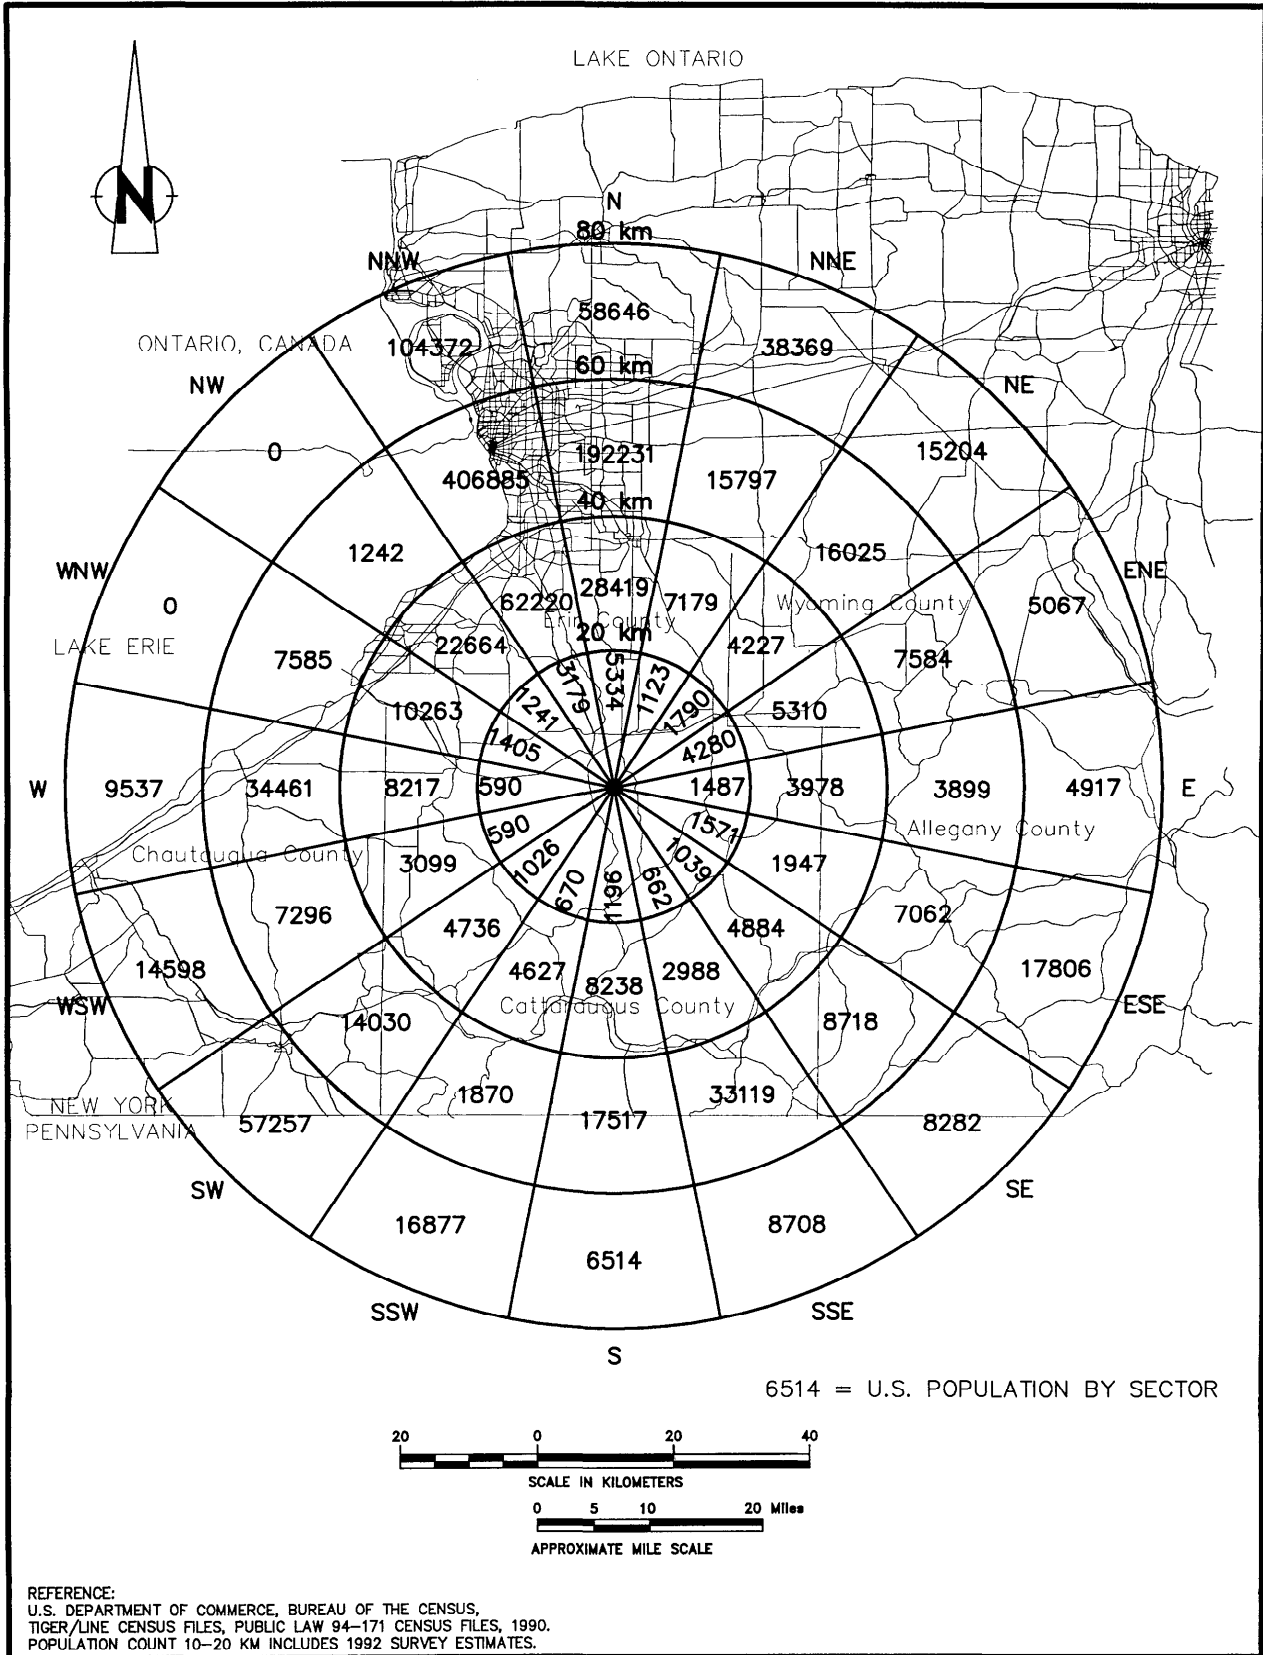 LAKE ONTARIO
N
N
80 km
NNW
NNE
58646
ONTARIO, CANADA
104372
38369
60 km
NW
NE
0
192231
15204
406885
15797
40 km
1242
16025
WNW
ENE
28419
0
62220
7179
Wyoming County
5067
Erie County
20 km
LAKE ERIE
22664
4227
7585
7584
3179
5334
1123
1241
1790
10263
5310
1405
4280
W
9537
34461
8217
590
1487
3978
3899
4917
E
590
1571
Allegany County
Chautauqua County
3099
1026
1039
1947
670
1196
662
7296
4736
4884
7062
14598
4627
8238
2988
17806
WSW
Cattaraugus County
ESE
14030
8718
1870
33119
NEW YORK
PENNSYLVANIA
57257
17517
8282
SW
SE
16877
8708
6514
SSW
SSE
S
6514 = U.S. POPULATION BY SECTOR
20 0 20 40
SCALE IN KILOMETERS
0 5 10 20 Miles
APPROXIMATE MILE SCALE
REFERENCE:
U.S. DEPARTMENT OF COMMERCE, BUREAU OF THE CENSUS,
TIGER/LINE CENSUS FILES, PUBLIC LAW 94-171 CENSUS FILES, 1990.
POPULATION COUNT 10-20 KM INCLUDES 1992 SURVEY ESTIMATES.